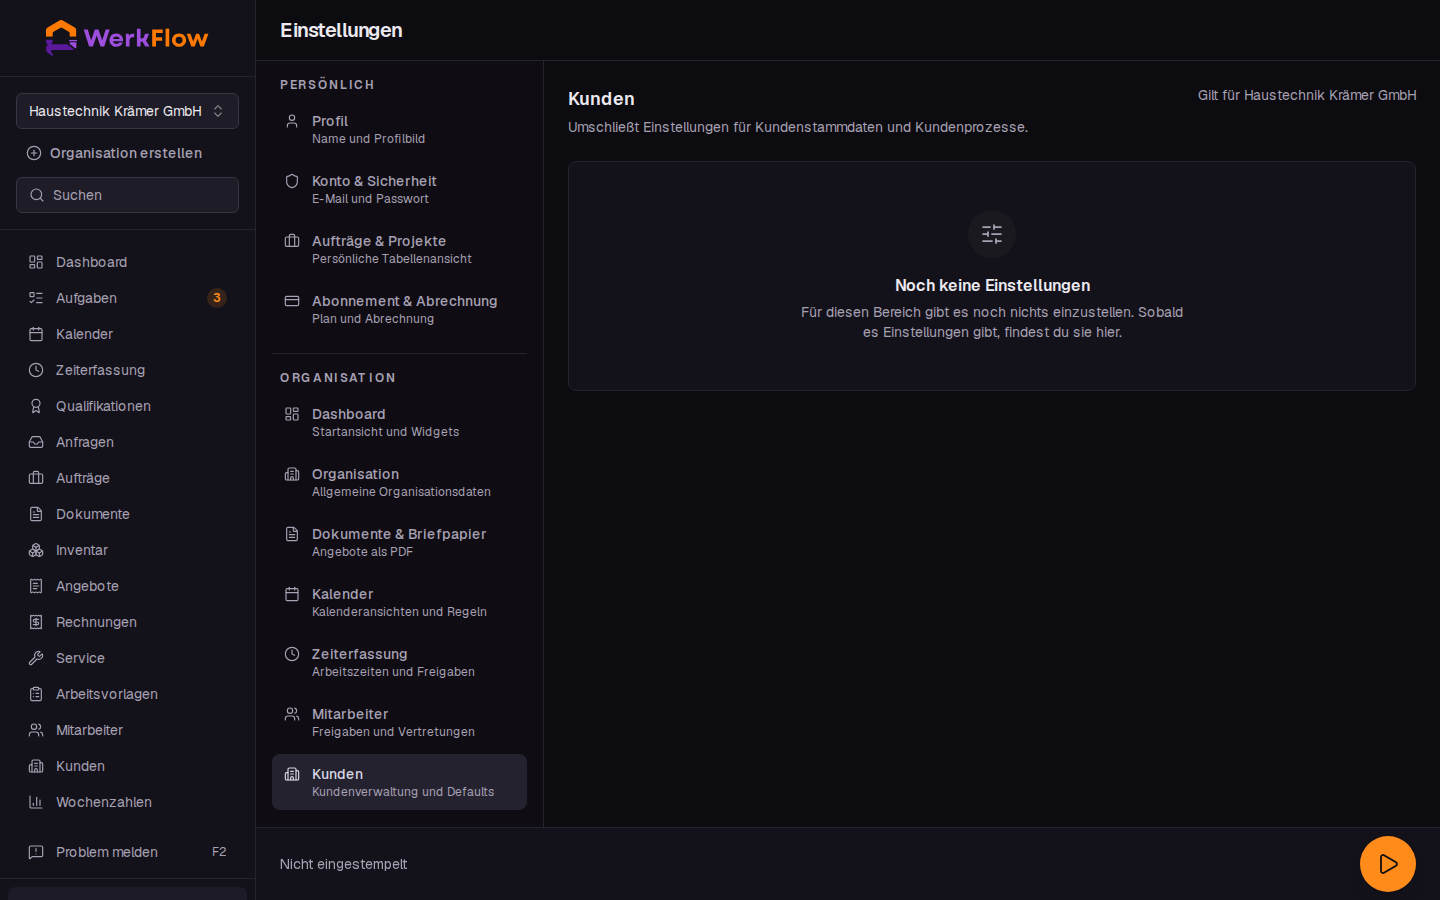 WerkFlow
Haustechnik Krämer GmbH
Organisation erstellen
Suchen
Dashboard
Aufgaben 3
Kalender
Zeiterfassung
Qualifikationen
Anfragen
Aufträge
Dokumente
Inventar
Angebote
Rechnungen
Service
Arbeitsvorlagen
Mitarbeiter
Kunden
Wochenzahlen
Problem melden F2
Einstellungen
PERSÖNLICH
Profil
Name und Profilbild
Konto & Sicherheit
E-Mail und Passwort
Aufträge & Projekte
Persönliche Tabellenansicht
Abonnement & Abrechnung
Plan und Abrechnung
ORGANISATION
Dashboard
Startansicht und Widgets
Organisation
Allgemeine Organisationsdaten
Dokumente & Briefpapier
Angebote als PDF
Kalender
Kalenderansichten und Regeln
Zeiterfassung
Arbeitszeiten und Freigaben
Mitarbeiter
Freigaben und Vertretungen
Kunden
Kundenverwaltung und Defaults
Kunden
Gilt für Haustechnik Krämer GmbH
Umschließt Einstellungen für Kundenstammdaten und Kundenprozesse.
Noch keine Einstellungen
Für diesen Bereich gibt es noch nichts einzustellen. Sobald
es Einstellungen gibt, findest du sie hier.
Nicht eingestempelt